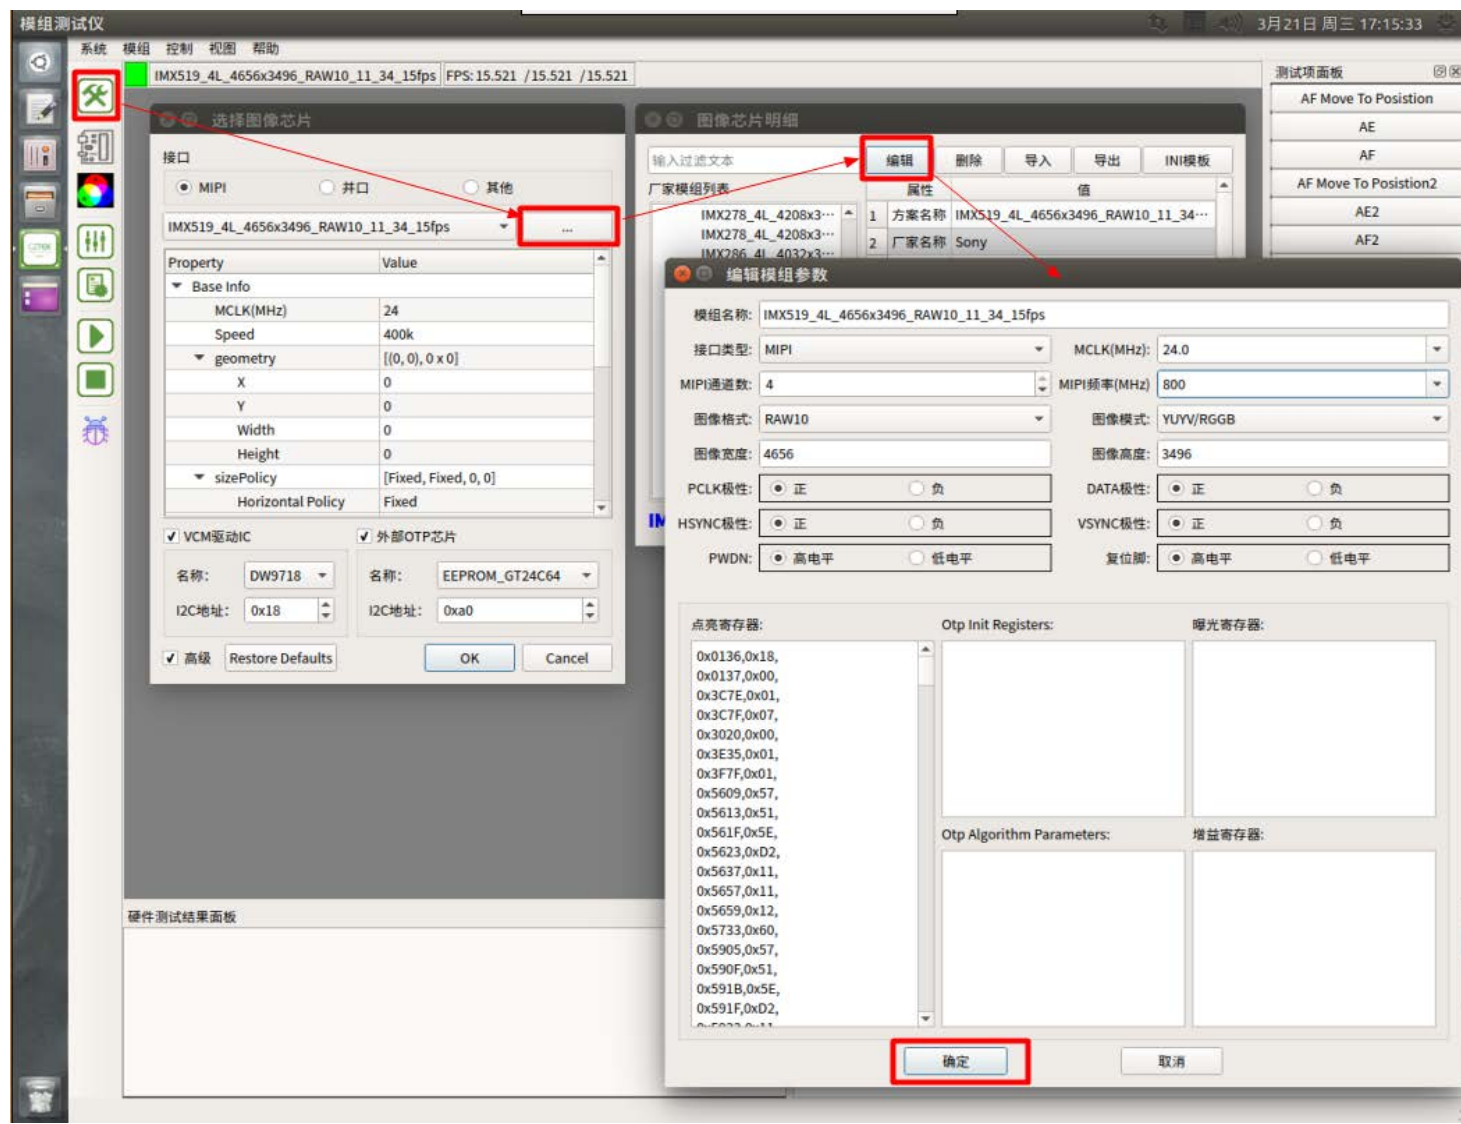 模组测试仪
3月21日 周三 17:15:33
系统 模组 控制 视图 帮助
IMX519_4L_4656x3496_RAW10_11_34_15fps FPS: 15.521 /15.521 /15.521
测试项面板
AF Move To Posistion
AE
AF
AF Move To Posistion2
AE2
AF2
选择图像芯片
接口
MIPI 并口 其他
IMX519_4L_4656x3496_RAW10_11_34_15fps ...
Property Value
Base Info
MCLK(MHz) 24
Speed 400k
geometry [(0, 0), 0 x 0]
X 0
Y 0
Width 0
Height 0
sizePolicy [Fixed, Fixed, 0, 0]
Horizontal Policy Fixed
VCM驱动IC 外部OTP芯片
名称: DW9718 名称: EEPROM_GT24C64
I2C地址: 0x18 I2C地址: 0xa0
高级 Restore Defaults OK Cancel
图像芯片明细
输入过滤文本 编辑 删除 导入 导出 INI模板
厂家模组列表 属性 值
IMX278_4L_4208x3···
IMX278_4L_4208x3···
IMX286_4L_4032x3···
1 方案名称 IMX519_4L_4656x3496_RAW10_11_34···
2 厂家名称 Sony
IM
编辑模组参数
模组名称: IMX519_4L_4656x3496_RAW10_11_34_15fps
接口类型: MIPI MCLK(MHz): 24.0
MIPI通道数: 4 MIPI频率(MHz) 800
图像格式: RAW10 图像模式: YUYV/RGGB
图像宽度: 4656 图像高度: 3496
PCLK极性: 正 负 DATA极性: 正 负
HSYNC极性: 正 负 VSYNC极性: 正 负
PWDN: 高电平 低电平 复位脚: 高电平 低电平
点亮寄存器: Otp Init Registers: 曝光寄存器:
0x0136,0x18,
0x0137,0x00,
0x3C7E,0x01,
0x3C7F,0x07,
0x3020,0x00,
0x3E35,0x01,
0x3F7F,0x01,
0x5609,0x57,
0x5613,0x51,
0x561F,0x5E,
0x5623,0xD2,
0x5637,0x11,
0x5657,0x11,
0x5659,0x12,
0x5733,0x60,
0x5905,0x57,
0x590F,0x51,
0x591B,0x5E,
0x591F,0xD2,
Otp Algorithm Parameters: 增益寄存器:
确定 取消
硬件测试结果面板